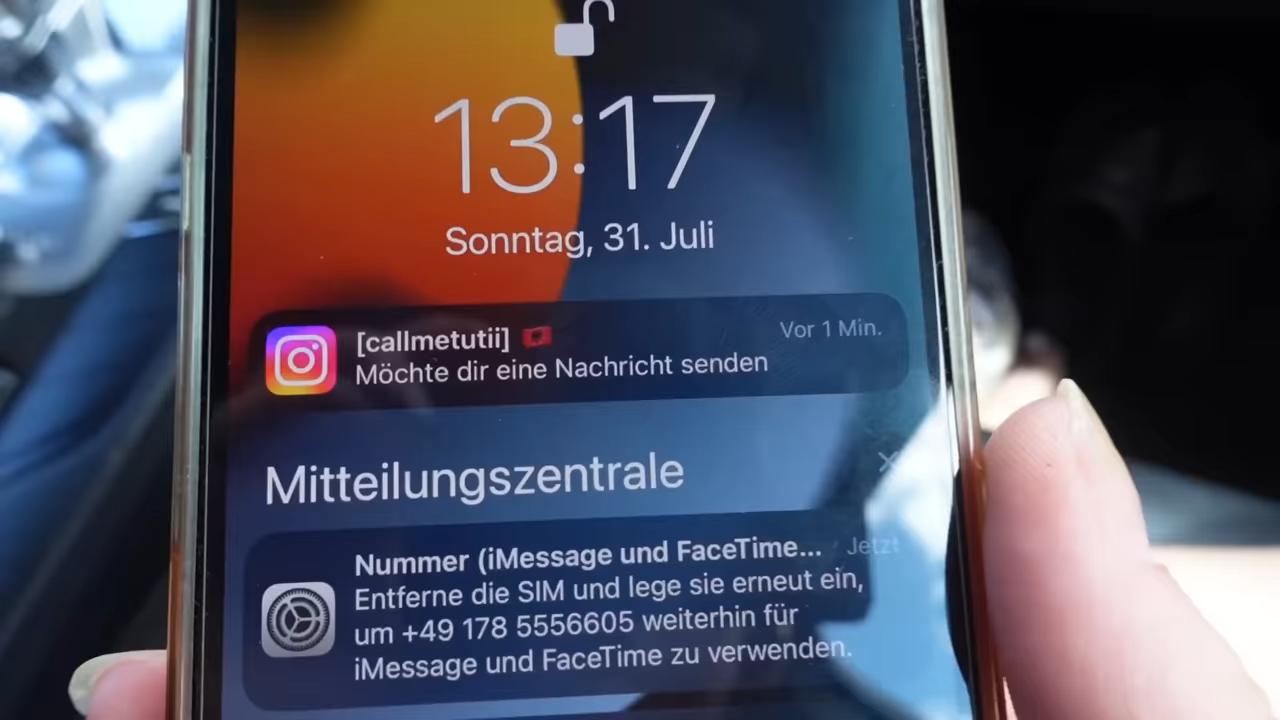 13:17
Sonntag, 31. Juli
[callmetutii] 🇦🇱
Vor 1 Min.
Möchte dir eine Nachricht senden
Mitteilungszentrale
Nummer (iMessage und FaceTime...
Jetzt
Entferne die SIM und lege sie erneut ein,
um +49 178 5556605 weiterhin für
iMessage und FaceTime zu verwenden.